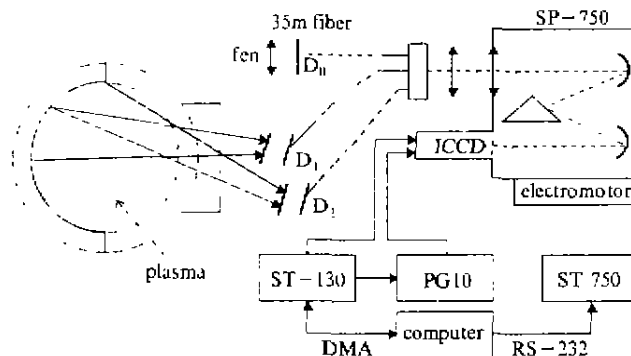 SP-750
35m fiber
fen
D₀
ICCD
D₁
D₂
electromotor
plasma
ST-130
PG10
ST 750
computer
DMA
RS-232